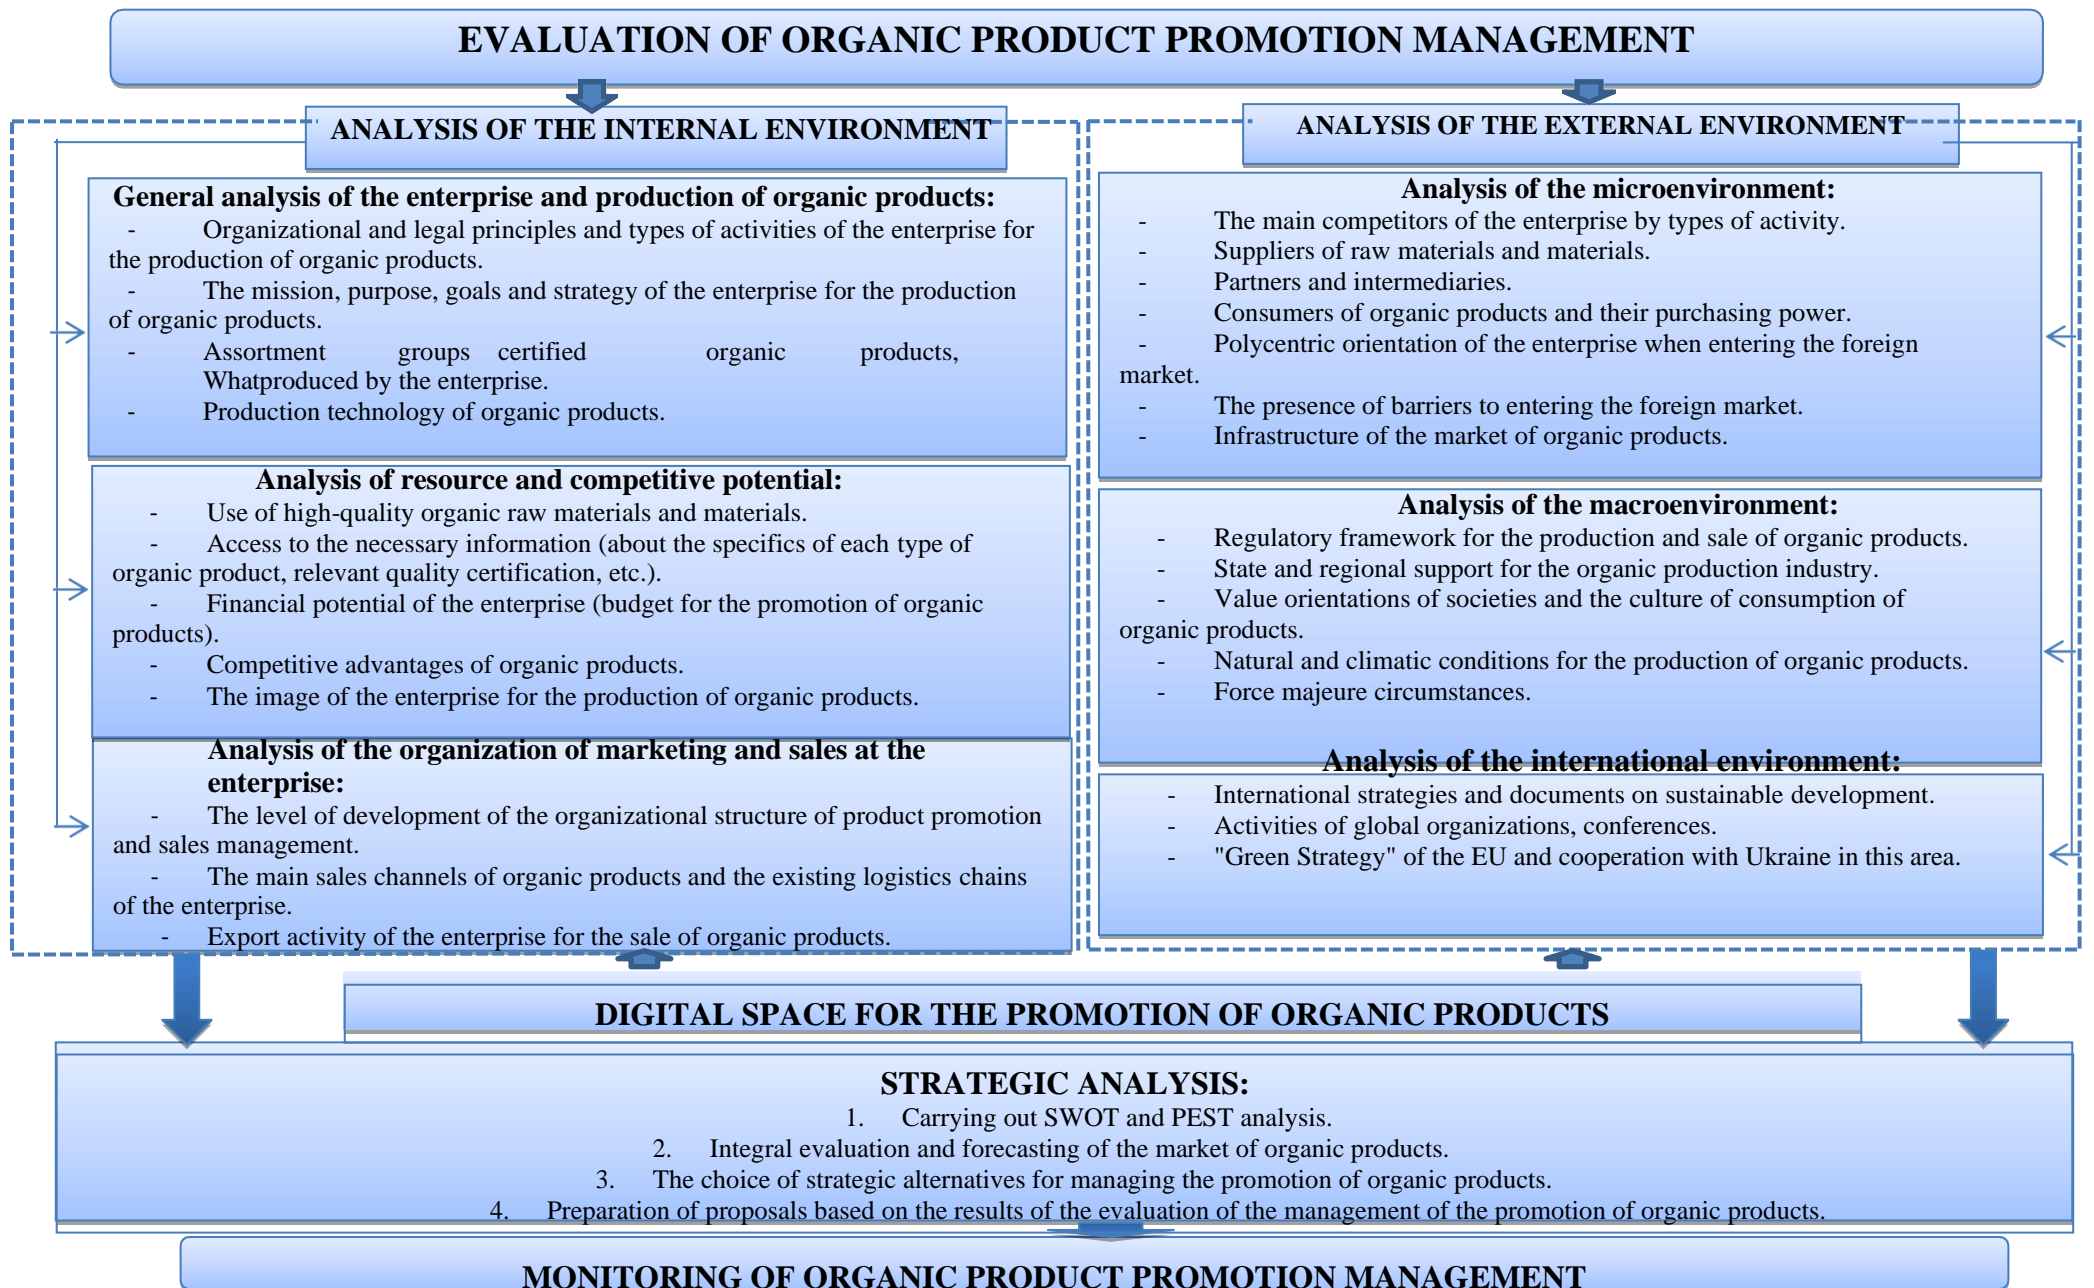 EVALUATION OF ORGANIC PRODUCT PROMOTION MANAGEMENT
ANALYSIS OF THE INTERNAL ENVIRONMENT
General analysis of the enterprise and production of organic products:
- Organizational and legal principles and types of activities of the enterprise for
the production of organic products.
- The mission, purpose, goals and strategy of the enterprise for the production
of organic products.
- Assortment groups certified organic products,
Whatproduced by the enterprise.
- Production technology of organic products.
Analysis of resource and competitive potential:
- Use of high-quality organic raw materials and materials.
- Access to the necessary information (about the specifics of each type of
organic product, relevant quality certification, etc.).
- Financial potential of the enterprise (budget for the promotion of organic
products).
- Competitive advantages of organic products.
- The image of the enterprise for the production of organic products.
Analysis of the organization of marketing and sales at the
enterprise:
- The level of development of the organizational structure of product promotion
and sales management.
- The main sales channels of organic products and the existing logistics chains
of the enterprise.
- Export activity of the enterprise for the sale of organic products.
ANALYSIS OF THE EXTERNAL ENVIRONMENT
Analysis of the microenvironment:
- The main competitors of the enterprise by types of activity.
- Suppliers of raw materials and materials.
- Partners and intermediaries.
- Consumers of organic products and their purchasing power.
- Polycentric orientation of the enterprise when entering the foreign
market.
- The presence of barriers to entering the foreign market.
- Infrastructure of the market of organic products.
Analysis of the macroenvironment:
- Regulatory framework for the production and sale of organic products.
- State and regional support for the organic production industry.
- Value orientations of societies and the culture of consumption of
organic products.
- Natural and climatic conditions for the production of organic products.
- Force majeure circumstances.
Analysis of the international environment:
- International strategies and documents on sustainable development.
- Activities of global organizations, conferences.
- "Green Strategy" of the EU and cooperation with Ukraine in this area.
DIGITAL SPACE FOR THE PROMOTION OF ORGANIC PRODUCTS
STRATEGIC ANALYSIS:
1. Carrying out SWOT and PEST analysis.
2. Integral evaluation and forecasting of the market of organic products.
3. The choice of strategic alternatives for managing the promotion of organic products.
4. Preparation of proposals based on the results of the evaluation of the management of the promotion of organic products.
MONITORING OF ORGANIC PRODUCT PROMOTION MANAGEMENT